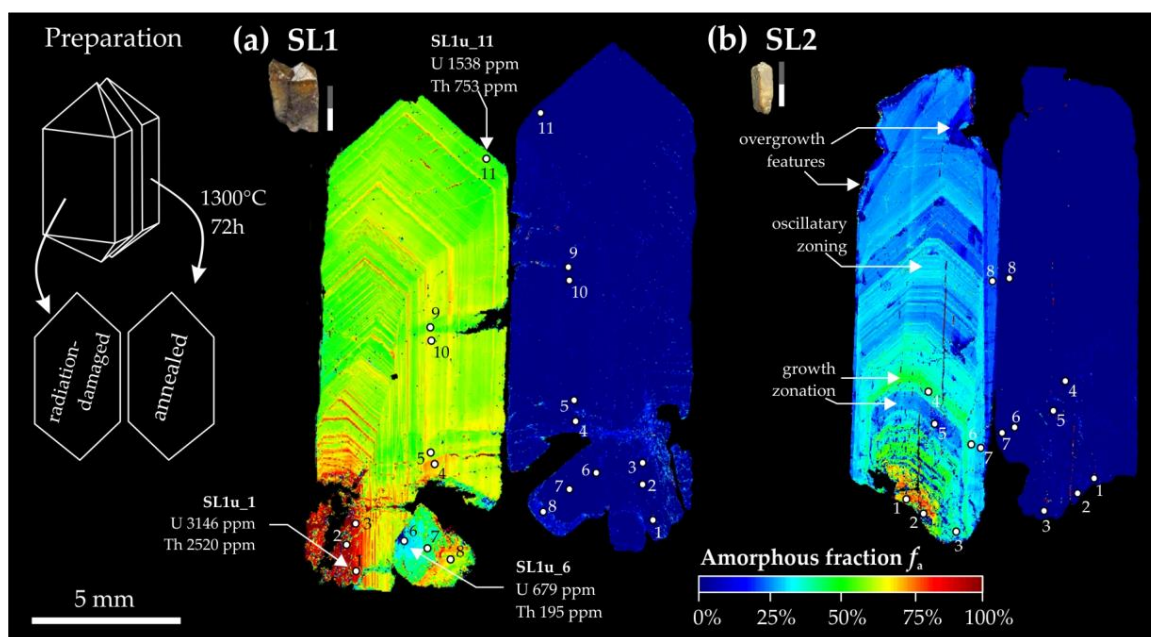 Preparation
1300°C
72h
radiation-
damaged
annealed
5 mm
(a) SL1
SL1u_11
U 1538 ppm
Th 753 ppm
11
9
10
5
4
3
2
6
7
8
SL1u_1
U 3146 ppm
Th 2520 ppm
SL1u_6
U 679 ppm
Th 195 ppm
11
9
10
5
4
3
6
2
7
8
1
(b) SL2
overgrowth
features
oscillatary
zoning
growth
zonation
8
4
5
6
7
1
2
3
8
4
5
6
7
1
2
3
Amorphous fraction fa
0% 25% 50% 75% 100%